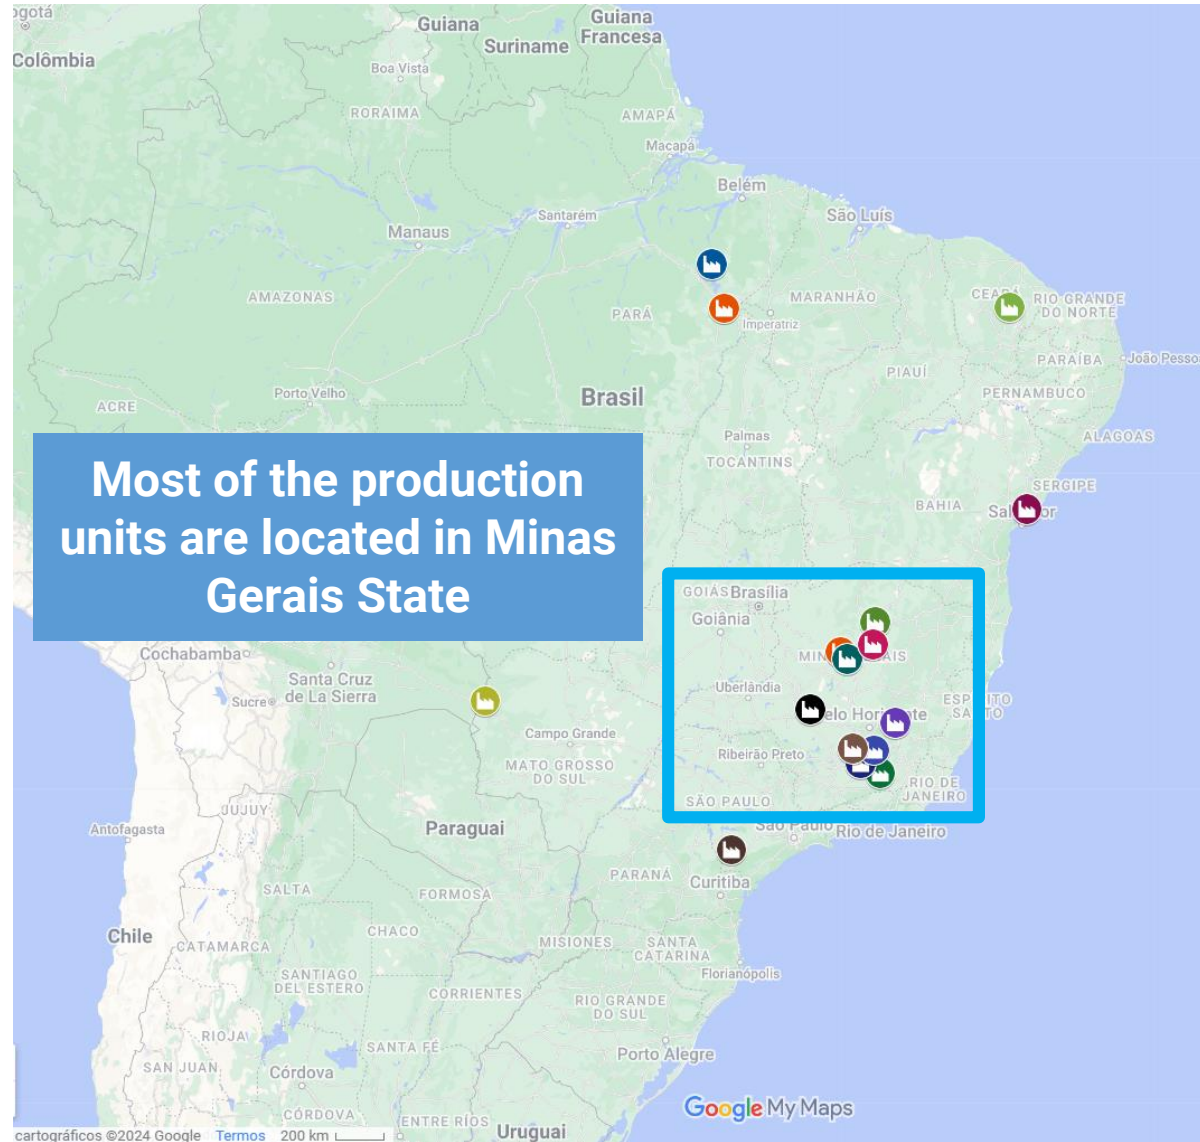 Guiana
Guiana
Francesa
Suriname
Colômbia
Boa Vista
RORAIMA
AMAPÁ
Macapá
Belém
São Luís
Santarém
Manaus
AMAZONAS
MARANHÃO
RIO GRANDE
DO NORTE
PARÁ
Imperatriz
PARAÍBA
PIAUÍ
Porto Velho
Brasil
PERNAMBUCO
ACRE
Palmas
ALAGOAS
TOCANTINS
SERGIPE
BAHIA
Most of the production
units are located in Minas
Gerais State
GOIÁS
Brasília
Goiânia
Cochabamba
Santa Cruz
de La Sierra
Sucre
Uberlândia
Campo Grande
Ribeirão Preto
MATO GROSSO
DO SUL
RIO DE
JANEIRO
SÃO PAULO
JUJUY
Antofagasta
Paraguai
São Paulo
Rio de Janeiro
PARANÁ
Curitiba
SALTA
FORMOSA
CHACO
Chile
CATAMARCA
MISIONES
SANTA
CATARINA
SANTIAGO
DEL ESTERO
Florianópolis
CORRIENTES
RIO GRANDE
DO SUL
RIOJA
SANTA FÉ
Porto Alegre
SAN JUAN
Córdova
CÓRDOVA
ENTRE RÍOS
Google My Maps
Uruguai
cartográficos ©2024 Google Termos 200 km